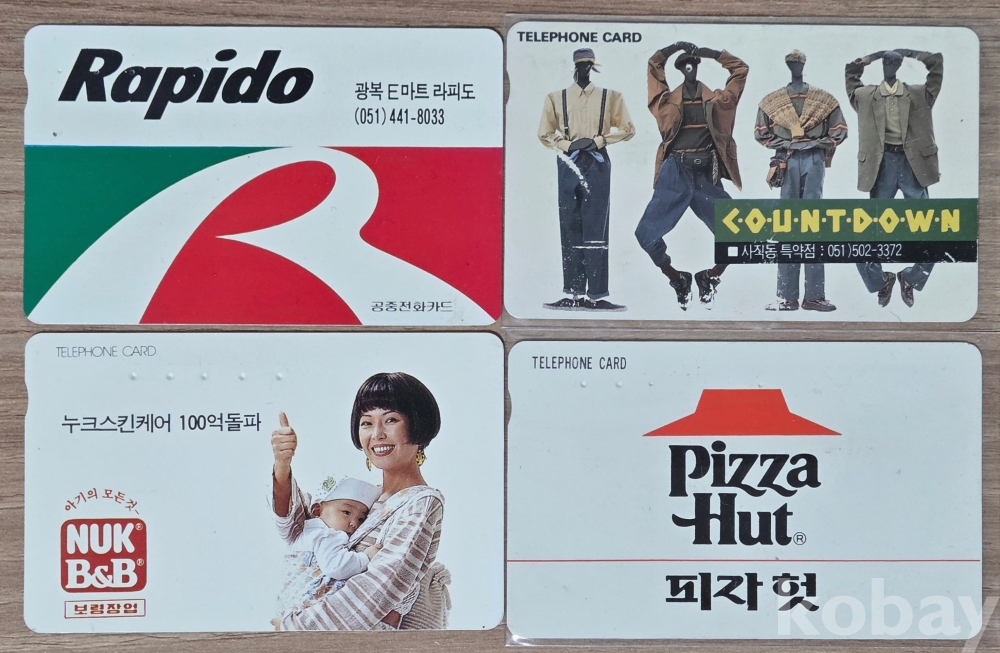 Rapido
광복 E마트 라피도
(051) 441-8033
공중전화카드
TELEPHONE CARD
C·O·U·N·T·D·O·W·N
■ 사직동 특약점 : 051)502-3372
TELEPHONE CARD
누크스킨케어 100억돌파
아기의 모든것
NUK®
B&B®
보령장업
TELEPHONE CARD
Pizza
Hut®
피자헛
kobay